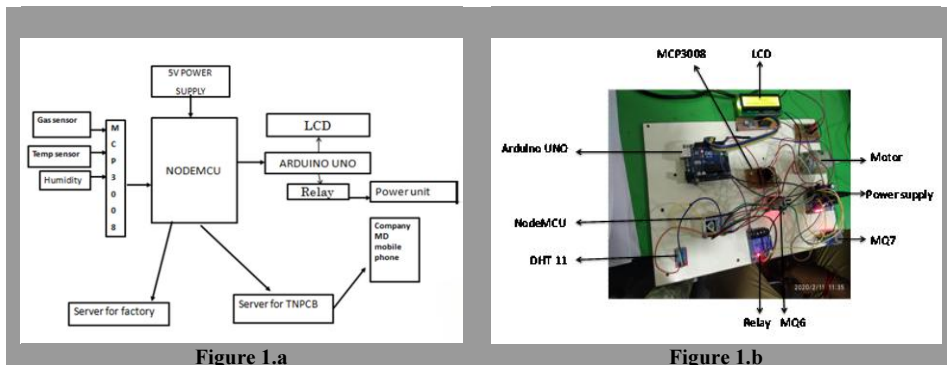 5V POWER
SUPPLY
Gas sensor
Temp sensor
Humidity
M
C
P
3
0
0
8
NODEMCU
LCD
ARDUINO UNO
Relay
Power unit
Company
MD
mobile
phone
Server for factory
Server for TNPCB
Figure 1.a
MCP3008
LCD
Arduino UNO
Motor
Power supply
NodeMCU
MQ7
DHT 11
2020/2/11 11:35
Relay
MQ6
Figure 1.b